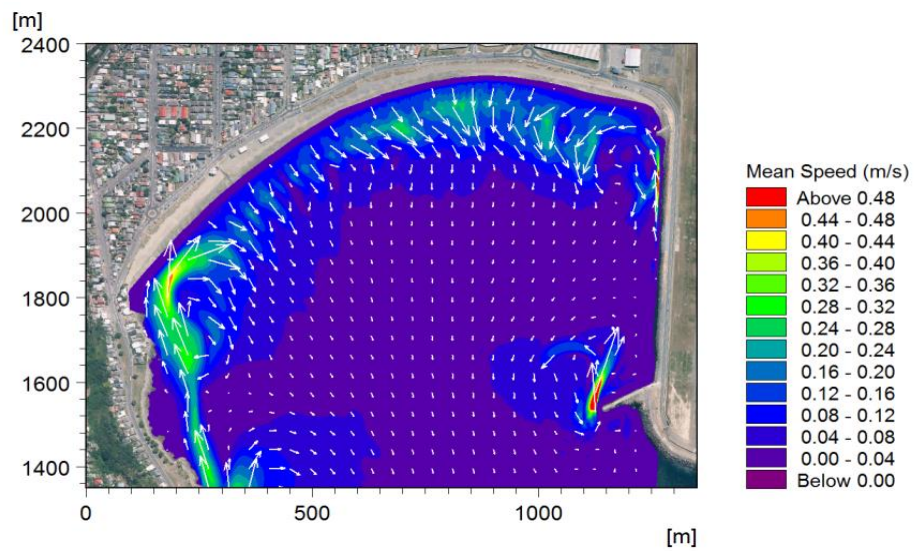 [m]
2400
2200
2000
1800
1600
1400
0
500
1000
[m]
Mean Speed (m/s)
Above 0.48
0.44 - 0.48
0.40 - 0.44
0.36 - 0.40
0.32 - 0.36
0.28 - 0.32
0.24 - 0.28
0.20 - 0.24
0.16 - 0.20
0.12 - 0.16
0.08 - 0.12
0.04 - 0.08
0.00 - 0.04
Below 0.00